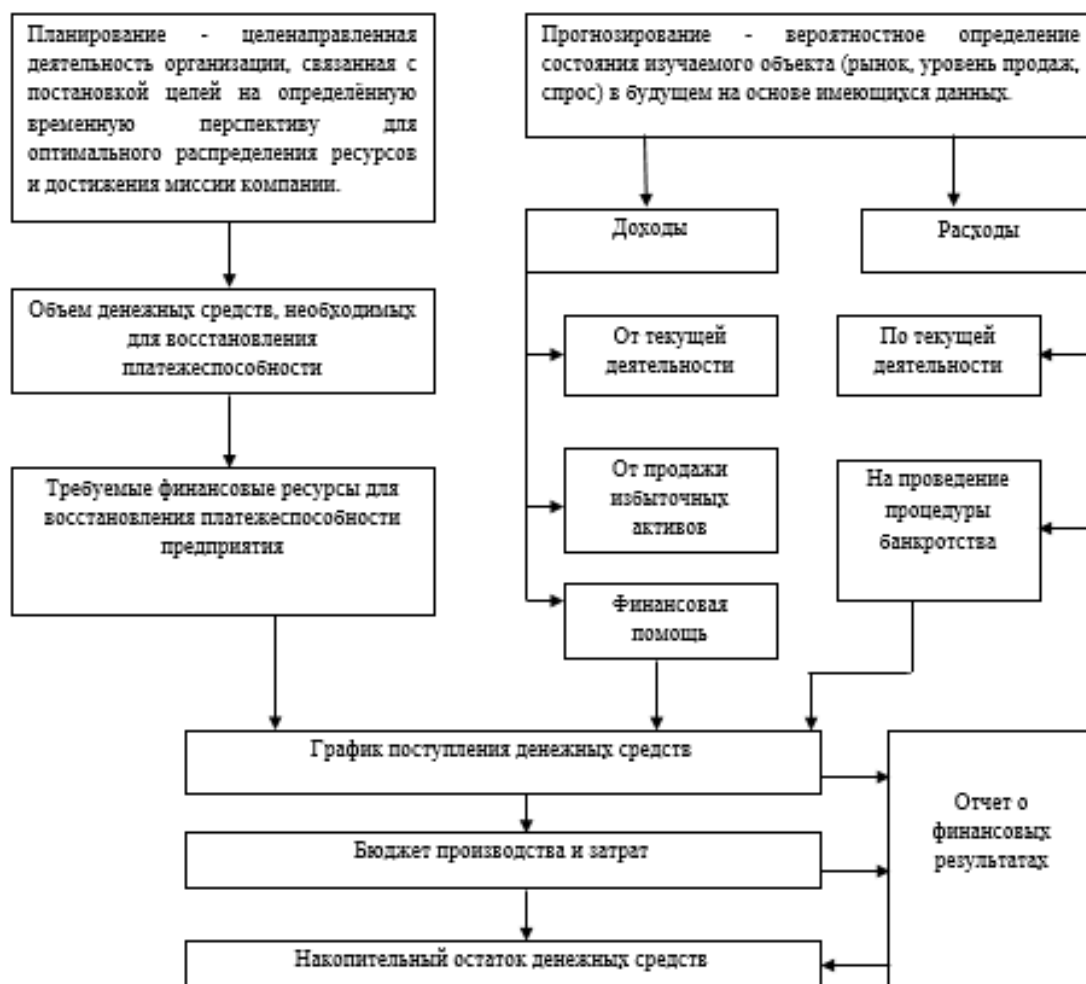 Планирование - целенаправленная
деятельность организации, связанная с
постановкой целей на определённую
временную перспективу для
оптимального распределения ресурсов
и достижения миссии компании.
Прогнозирование - вероятностное определение
состояния изучаемого объекта (рынок, уровень продаж,
спрос) в будущем на основе имеющихся данных.
Доходы
Расходы
Объем денежных средств, необходимых
для восстановления
платежеспособности
От текущей
деятельности
По текущей
деятельности
Требуемые финансовые ресурсы для
восстановления платежеспособности
предприятия
От продажи
избыточных
активов
На проведение
процедуры
банкротства
Финансовая
помощь
График поступления денежных средств
Бюджет производства и затрат
Накопительный остаток денежных средств
Отчет о
финансовых
результатах